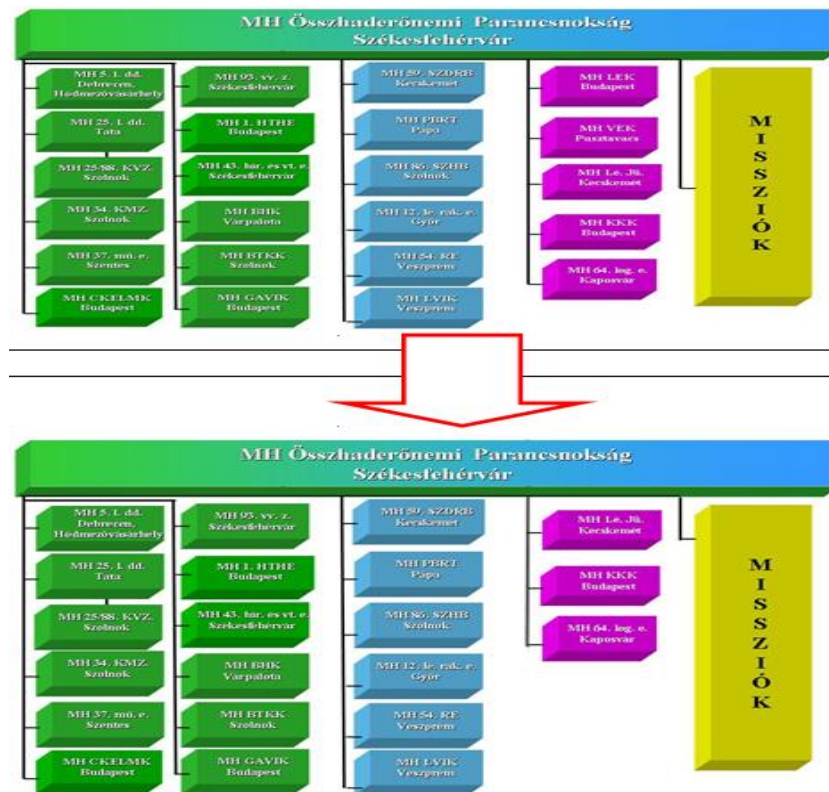 MH Összhaderőnemi Parancsnokság
Székesfehérvár
MH 5. l. dd.
Debrecen,
Hódmezővásárhely
MH 25. l. dd.
Tata
MH 25/88. KVZ.
Szolnok
MH 34. KMZ.
Szolnok
MH 37. mű. e.
Szentes
MH CKELMK
Budapest
MH 93. vv. z.
Székesfehérvár
MH 1. HTHE
Budapest
MH 43. hír. és vt. e.
Székesfehérvár
MH BHK
Várpalota
MH BTKK
Szolnok
MH GAVIK
Budapest
MH 59. SZDRB
Kecskemét
MH PBRT
Pápa
MH 86. SZHB
Szolnok
MH 12. lé. rak. e.
Győr
MH 54. RE
Veszprém
MH LVIK
Veszprém
MH LEK
Budapest
MH VEK
Pusztavacs
MH Lé. Jü.
Kecskemét
MH KKK
Budapest
MH 64. log. e.
Kaposvár
MISSZIÓK
MH Összhaderőnemi Parancsnokság
Székesfehérvár
MH 5. l. dd.
Debrecen,
Hódmezővásárhely
MH 25. l. dd.
Tata
MH 25/88. KVZ.
Szolnok
MH 34. KMZ.
Szolnok
MH 37. mű. e.
Szentes
MH CKELMK
Budapest
MH 93. vv. z.
Székesfehérvár
MH 1. HTHE
Budapest
MH 43. hír. és vt. e.
Székesfehérvár
MH BHK
Várpalota
MH BTKK
Szolnok
MH GAVIK
Budapest
MH 59. SZDRB
Kecskemét
MH PBRT
Pápa
MH 86. SZHB
Szolnok
MH 12. lé. rak. e.
Győr
MH 54. RE
Veszprém
MH LVIK
Veszprém
MH Lé. Jü.
Kecskemét
MH KKK
Budapest
MH 64. log. e.
Kaposvár
MISSZIÓK